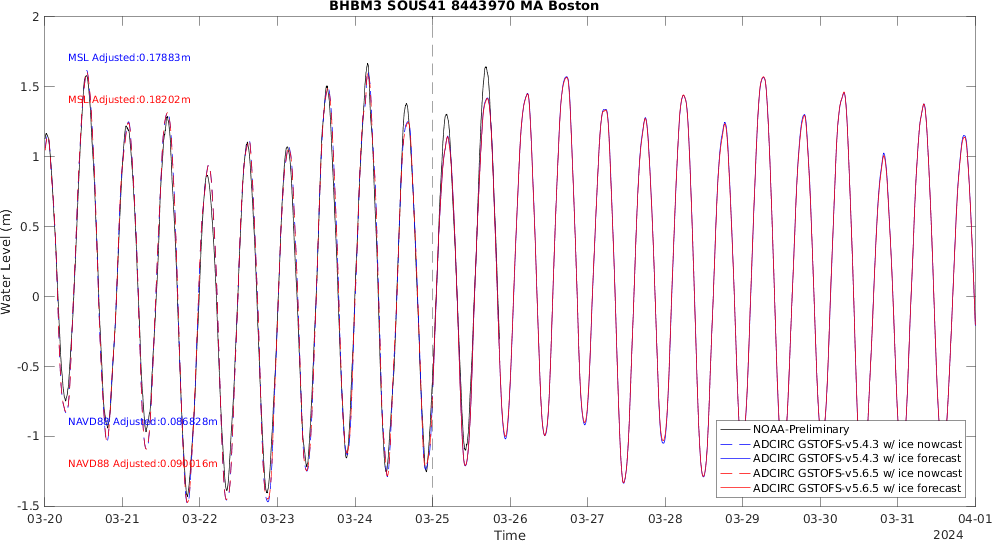 BHBM3 SOUS41 8443970 MA Boston
2
1.5
1
0.5
0
-0.5
-1
-1.5
Water Level (m)
MSL Adjusted:0.17883m
MSL Adjusted:0.18202m
NAVD88 Adjusted:0.086828m
NAVD88 Adjusted:0.090016m
NOAA-Preliminary
ADCIRC GSTOFS-v5.4.3 w/ ice nowcast
ADCIRC GSTOFS-v5.4.3 w/ ice forecast
ADCIRC GSTOFS-v5.6.5 w/ ice nowcast
ADCIRC GSTOFS-v5.6.5 w/ ice forecast
03-20 03-21 03-22 03-23 03-24 03-25 03-26 03-27 03-28 03-29 03-30 03-31 04-01
Time
2024